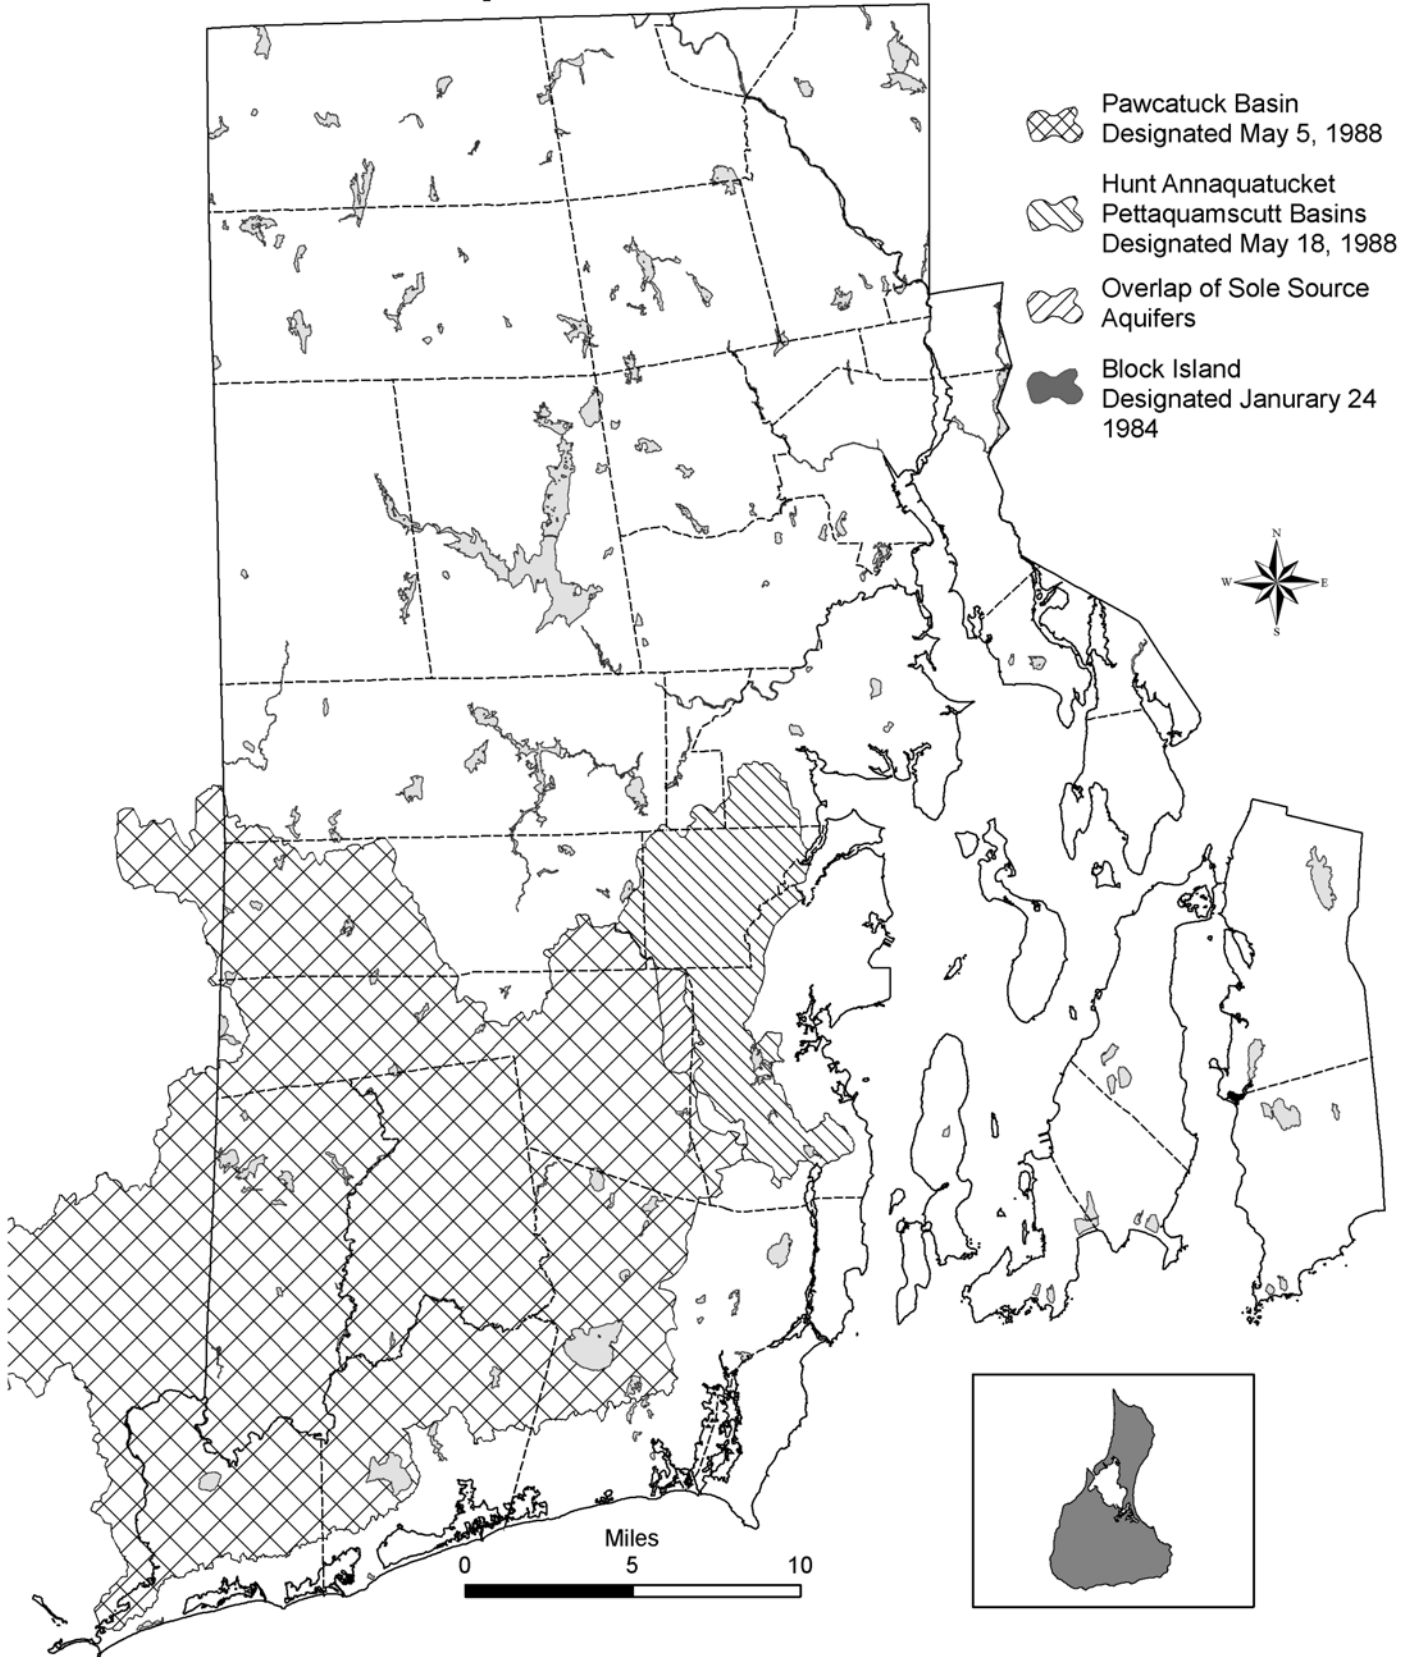 Pawcatuck Basin
Designated May 5, 1988
Hunt Annaquatucket
Pettaquamscutt Basins
Designated May 18, 1988
Overlap of Sole Source
Aquifers
Block Island
Designated Janurary 24
1984
N
W E
S
Miles
0 5 10